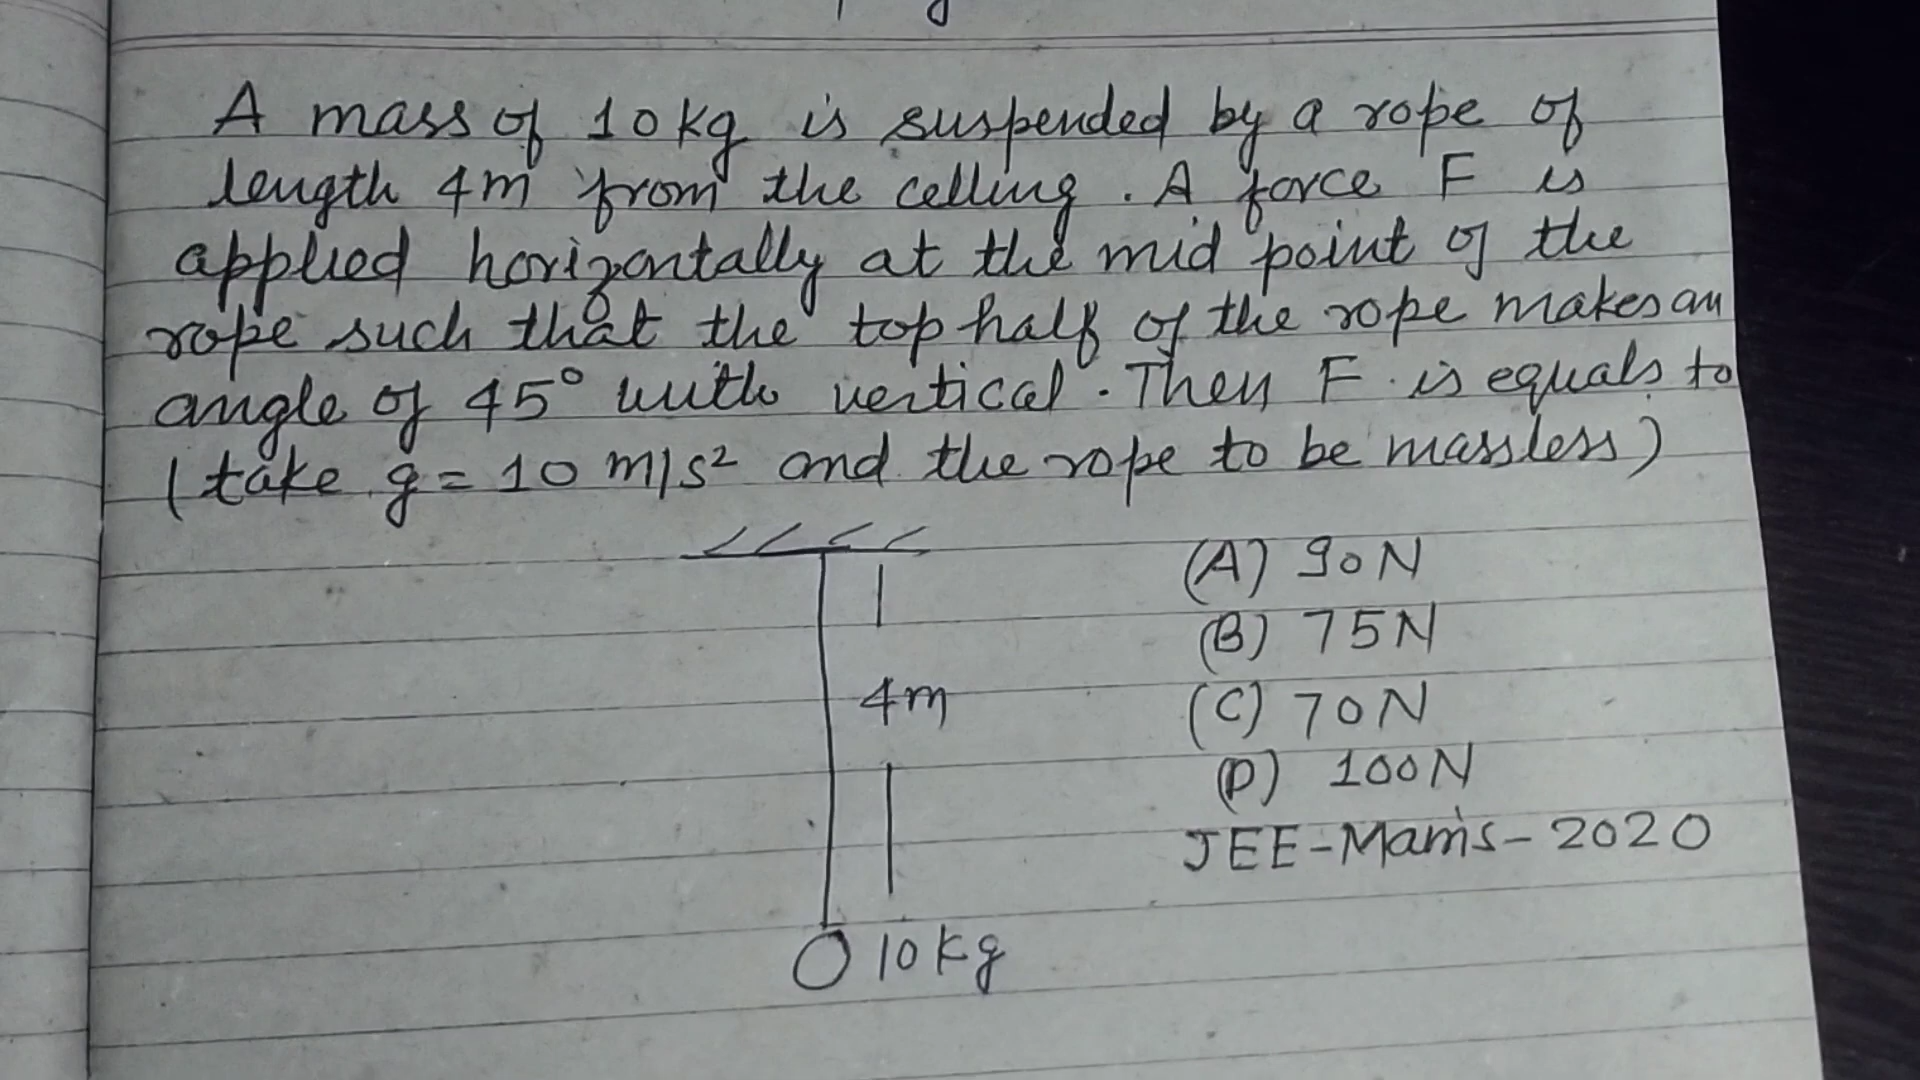 A mass of 10 kg is suspended by a rope of
length 4m from the celling. A force F is
applied horizontally at the mid point of the
rope such that the top half of the rope makes an
angle of 45° with vertical. Then F is equals to
(take g = 10 m/s² and the rope to be massless)
(A) 90N
(B) 75N
4m
(C) 70N
(D) 100N
JEE-Mains-2020
10kg